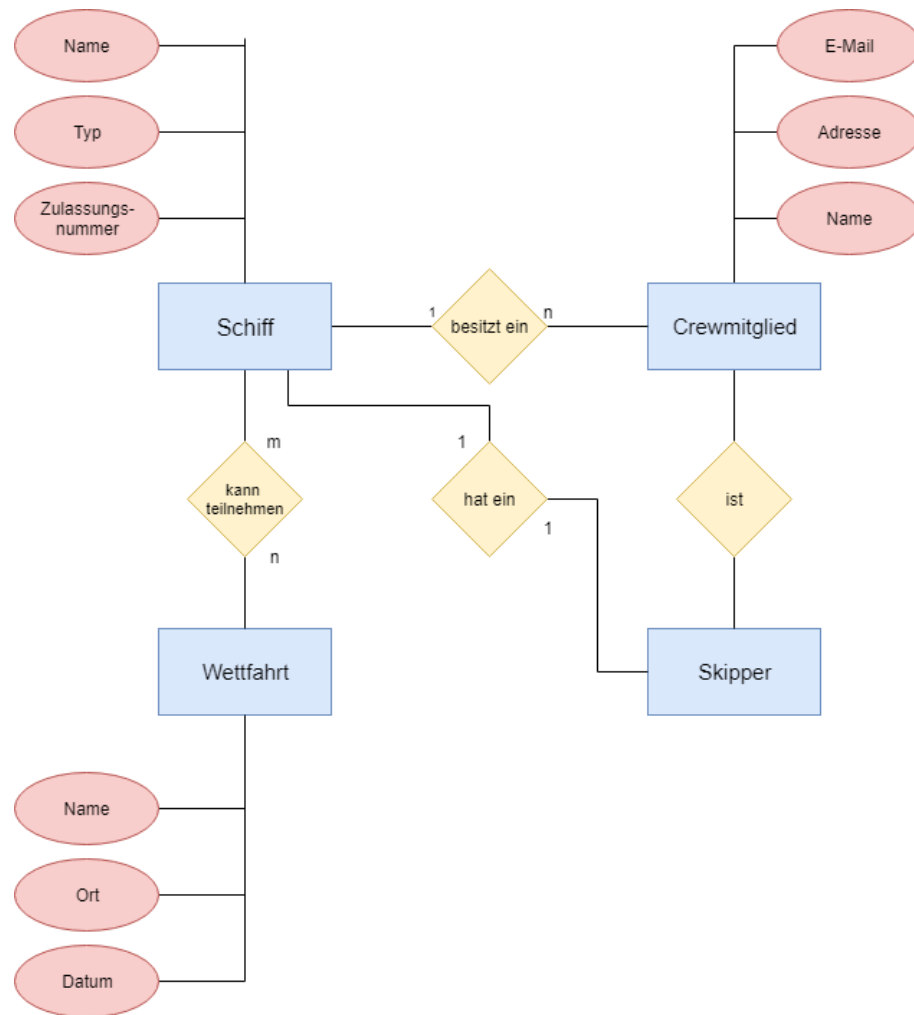 Name
E-Mail
Typ
Adresse
Zulassungs-
nummer
Name
Schiff
1
besitzt ein
n
Crewmitglied
m
1
kann
teilnehmen
hat ein
ist
1
n
Wettfahrt
Skipper
Name
Ort
Datum